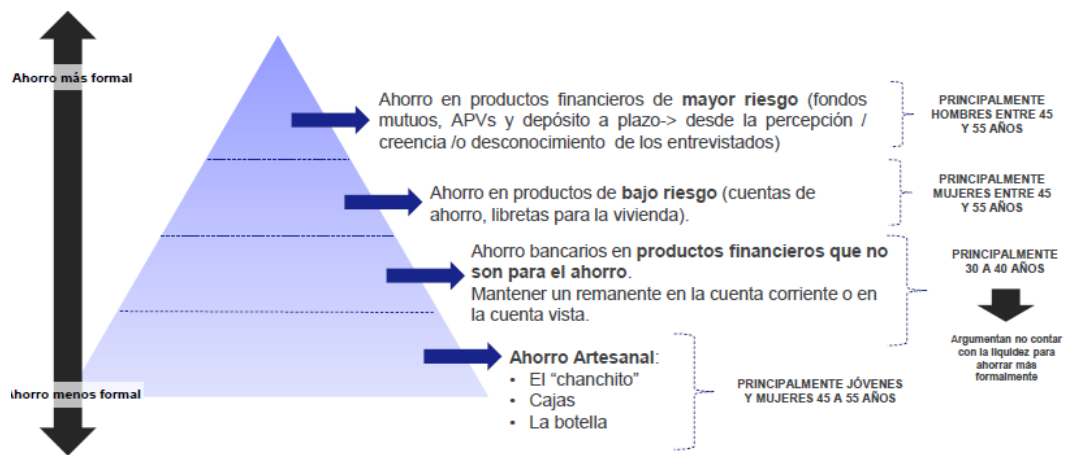 Ahorro más formal
Ahorro en productos financieros de mayor riesgo (fondos
mutuos, APVs y depósito a plazo-> desde la percepción /
creencia /o desconocimiento de los entrevistados)
PRINCIPALMENTE
HOMBRES ENTRE 45
Y 55 AÑOS
Ahorro en productos de bajo riesgo (cuentas de
ahorro, libretas para la vivienda).
PRINCIPALMENTE
MUJERES ENTRE 45
Y 55 AÑOS
Ahorro bancarios en productos financieros que no
son para el ahorro.
Mantener un remanente en la cuenta corriente o en
la cuenta vista.
PRINCIPALMENTE
30 A 40 AÑOS
Argumentan no contar
con la liquidez para
ahorrar más
formalmente
Ahorro Artesanal:
• El “chanchito”
• Cajas
• La botella
PRINCIPALMENTE JÓVENES
Y MUJERES 45 A 55 AÑOS
Ahorro menos formal